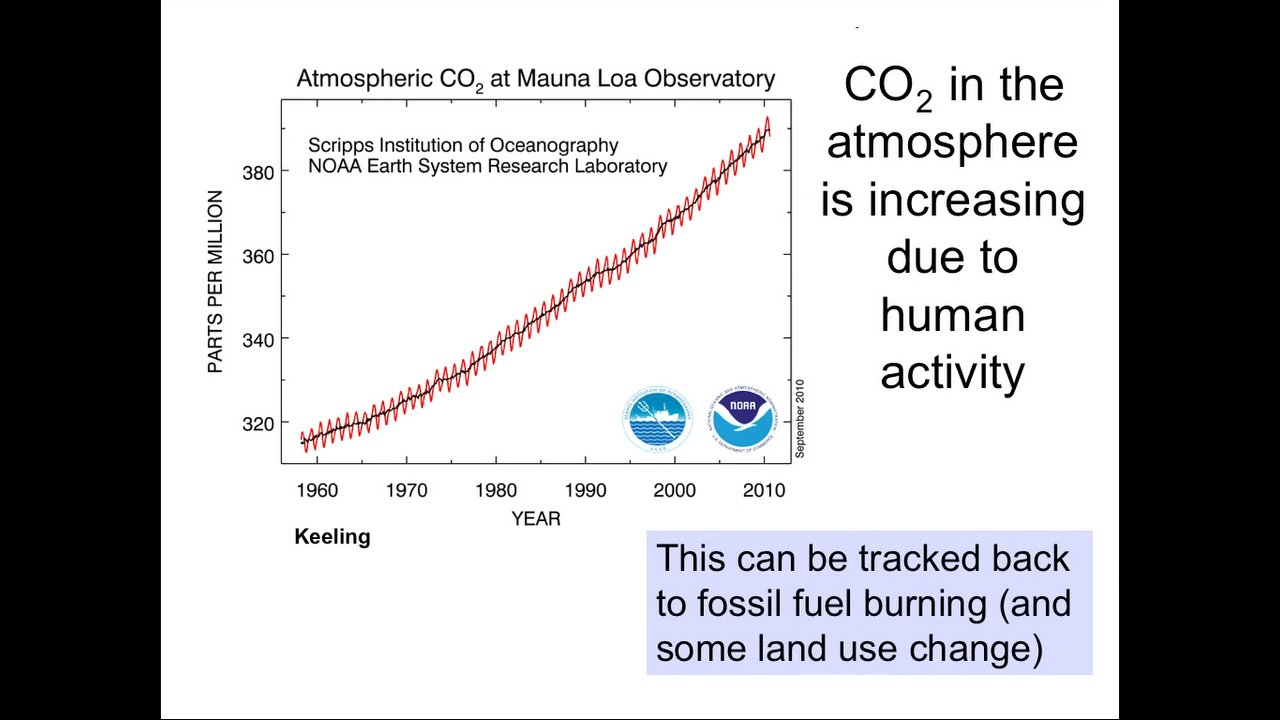 Atmospheric CO2 at Mauna Loa Observatory
Scripps Institution of Oceanography
NOAA Earth System Research Laboratory
PARTS PER MILLION
380
360
340
320
1960 1970 1980 1990 2000 2010
YEAR
NOAA
September 2010
Keeling
CO2 in the
atmosphere
is increasing
due to
human
activity
This can be tracked back
to fossil fuel burning (and
some land use change)